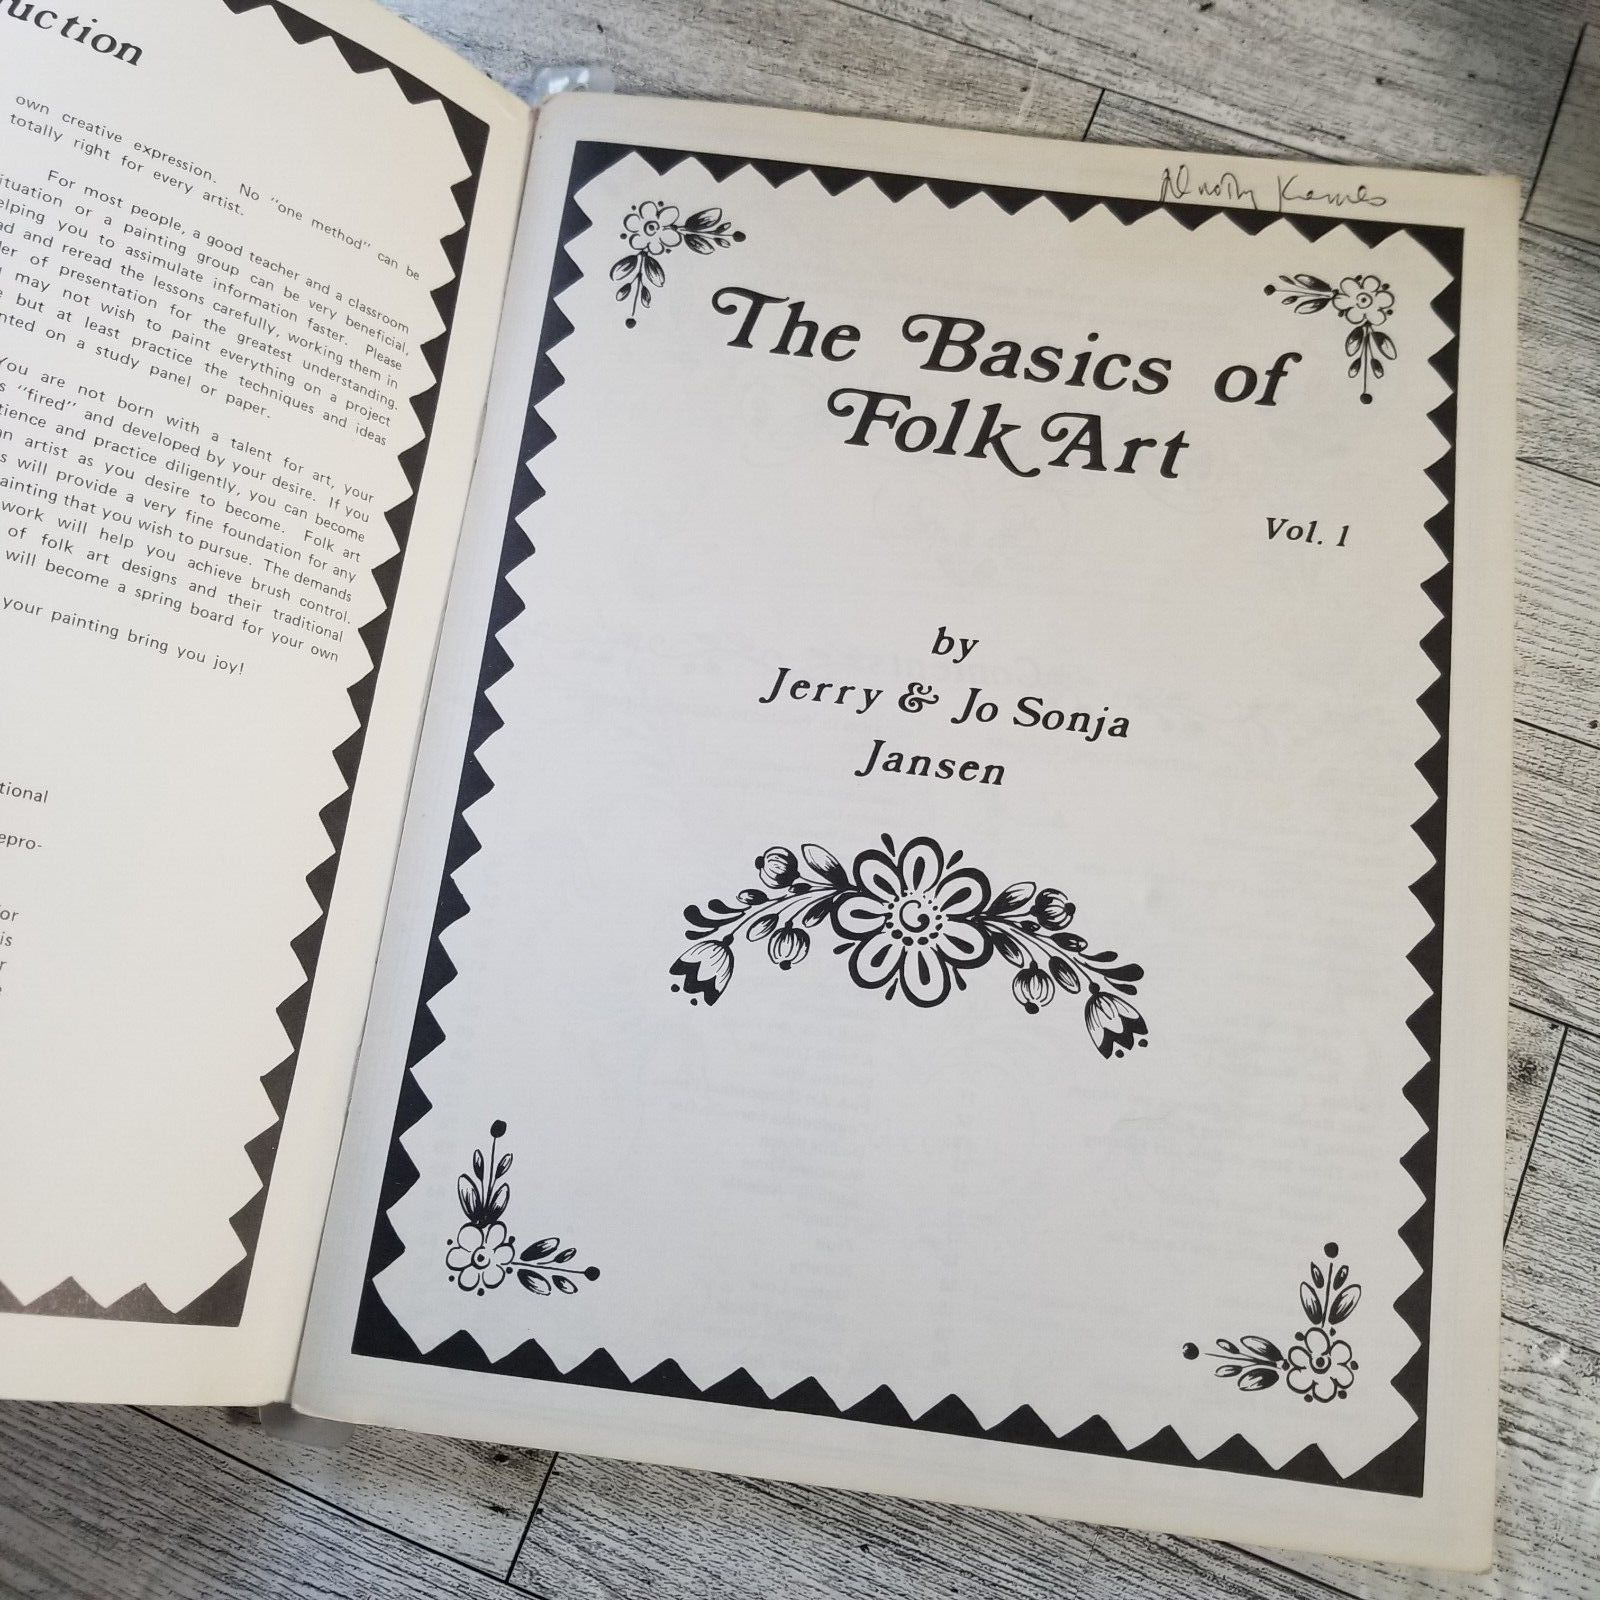 uction
own creative expression. No "one method" can be
totally right for every artist.
For most people, a good teacher and a classroom
ituation or a painting group can be very beneficial,
elping you to assimilate information faster. Please
ad and reread the lessons carefully, working them in
der of presentation for the greatest understanding.
may not wish to paint everything on a project
e but at least practice the techniques and ideas
nted on a study panel or paper.
You are not born with a talent for art, your
s "fired" and developed by your desire. If you
tience and practice diligently, you can become
an artist as you desire to become. Folk art
s will provide a very fine foundation for any
ainting that you wish to pursue. The demands
work will help you achieve brush control.
of folk art designs and their traditional
will become a spring board for your own
your painting bring you joy!
tional
epro-
or
is
r
The Basics of
Folk Art
Vol. 1
by
Jerry & Jo Sonja
Jansen